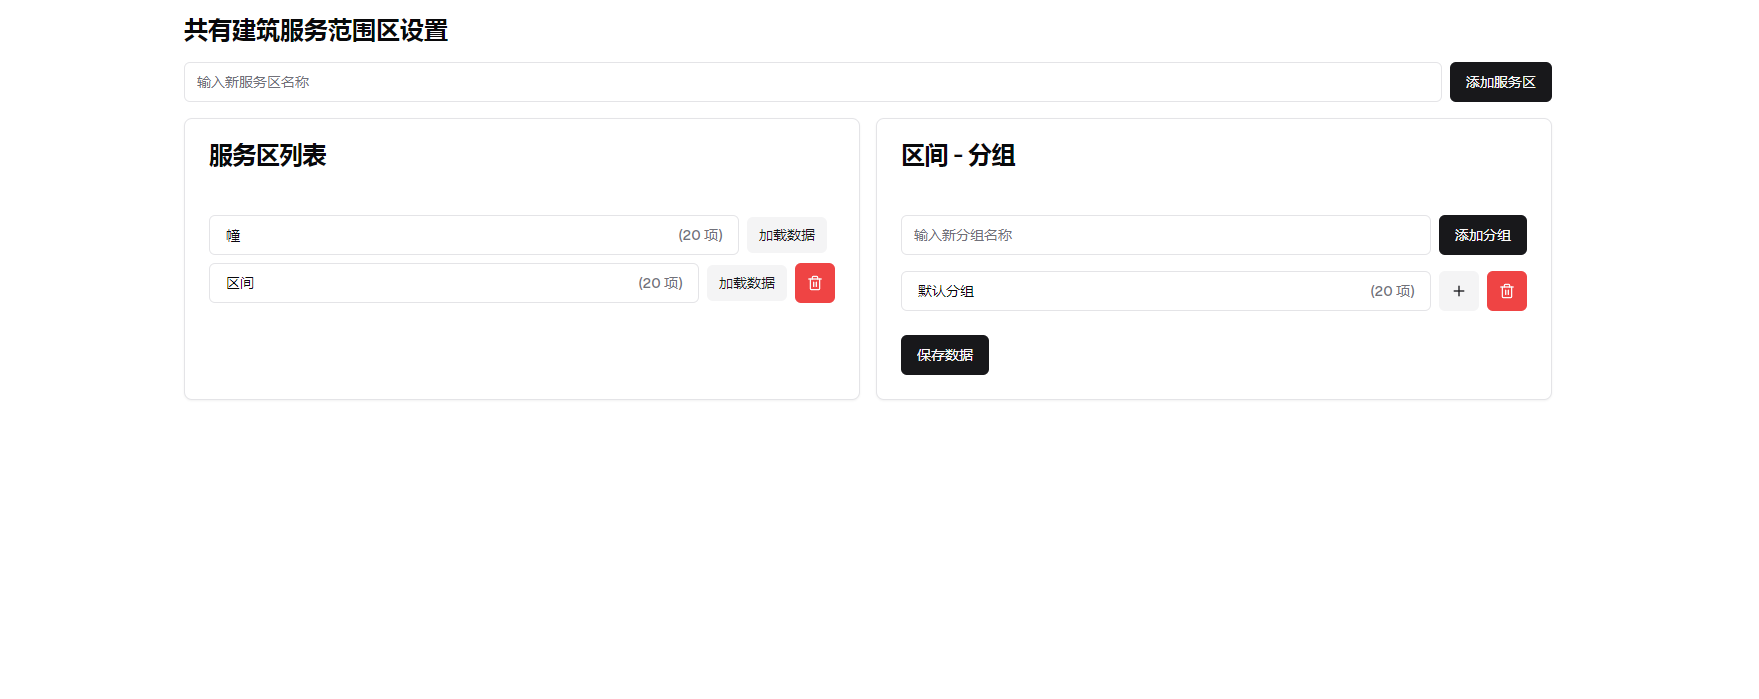 共有建筑服务范围区设置
输入新服务区名称
添加服务区
服务区列表
幢 (20 项) 加载数据
区间 (20 项) 加载数据
区间 - 分组
输入新分组名称 添加分组
默认分组 (20 项) +
保存数据